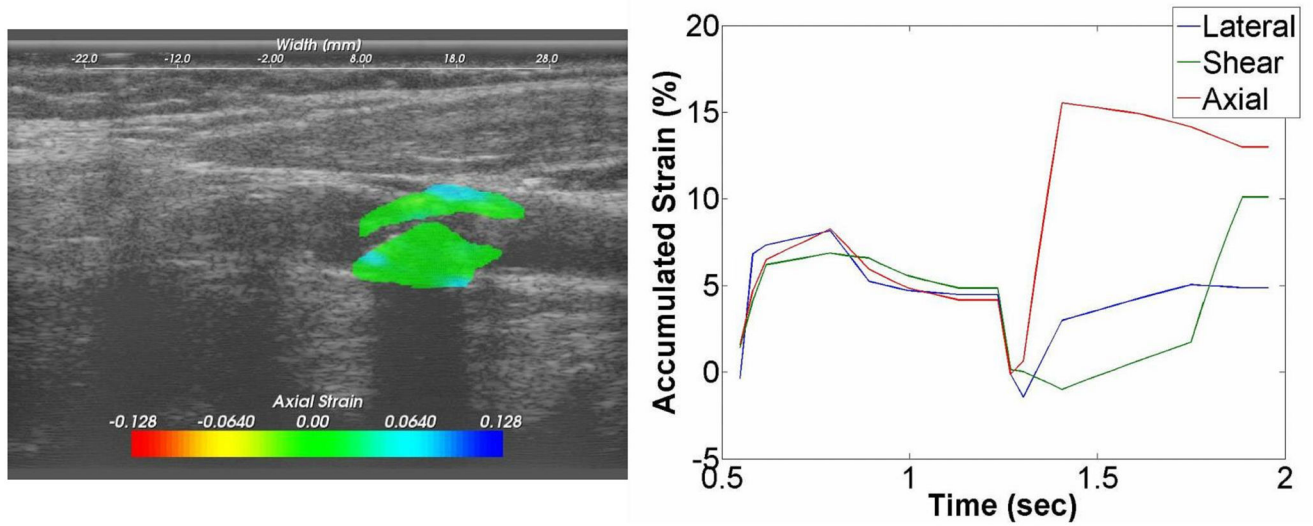 Width (mm)
-22.0 -12.0 -2.00 8.00 18.0 28.0
Axial Strain
-0.128 -0.0640 0.00 0.0640 0.128
Lateral
Shear
Axial
Accumulated Strain (%)
20
15
10
5
0
-5
0.5 1 1.5 2
Time (sec)